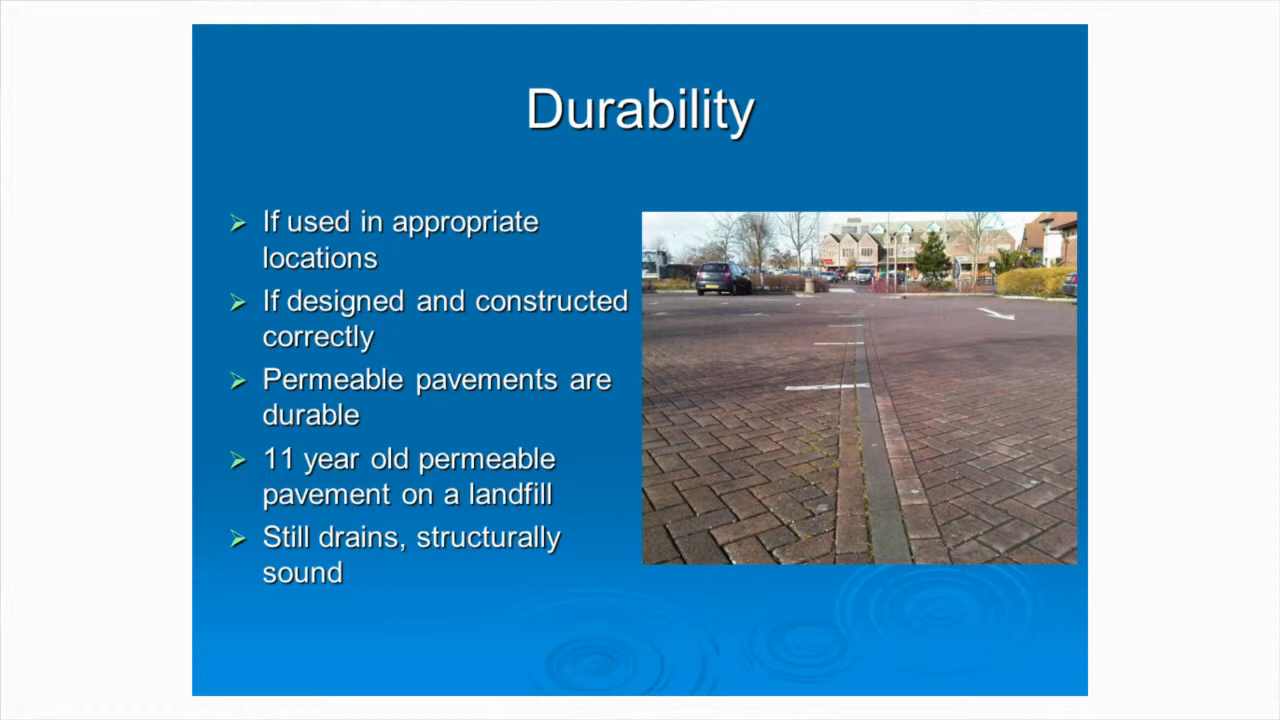 Durability
If used in appropriate
locations
If designed and constructed
correctly
Permeable pavements are
durable
11 year old permeable
pavement on a landfill
Still drains, structurally
sound